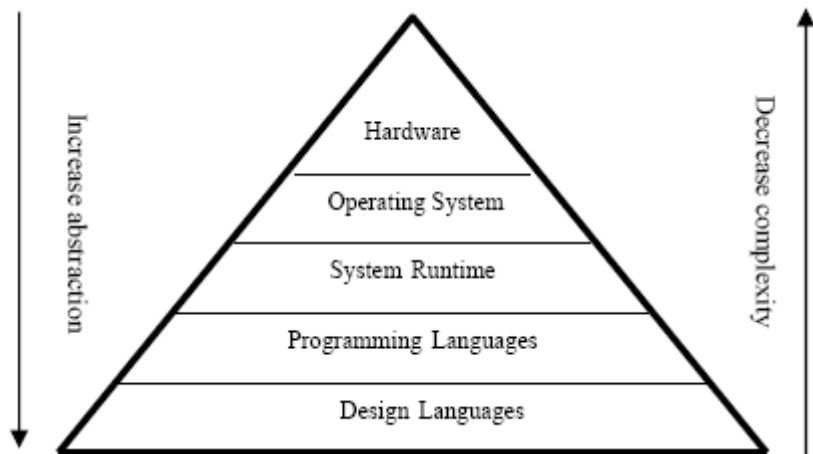 Increase abstraction
Hardware
Operating System
System Runtime
Programming Languages
Design Languages
Decrease complexity